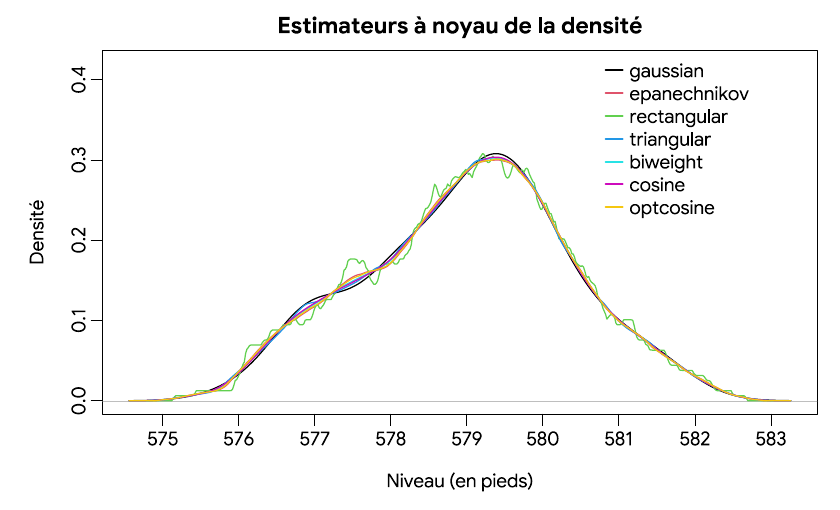 Estimateurs à noyau de la densité
gaussian
epanechnikov
rectangular
triangular
biweight
cosine
optcosine
Densité
0.4
0.3
0.2
0.1
0.0
575 576 577 578 579 580 581 582 583
Niveau (en pieds)